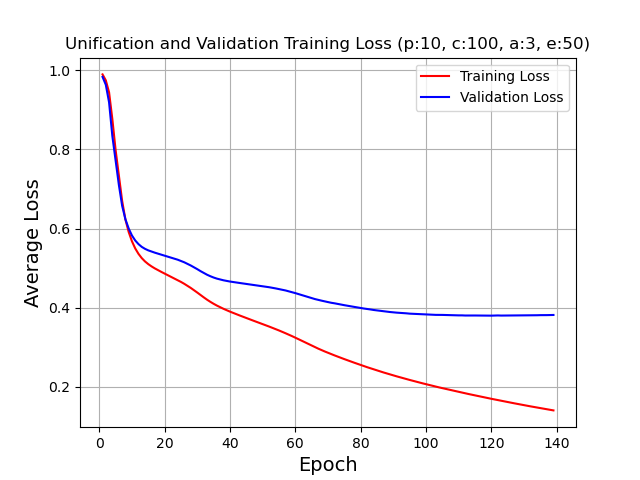 Unification and Validation Training Loss (p:10, c:100, a:3, e:50)
Training Loss
Validation Loss
Average Loss
1.0
0.8
0.6
0.4
0.2
0 20 40 60 80 100 120 140
Epoch